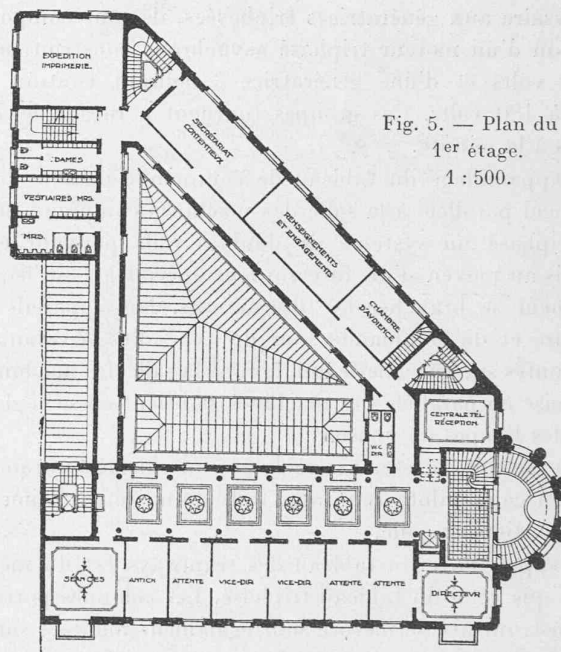 EXPEDITION
IMPRIMERIE.
DAMES
VESTIAIRES MRS.
MRS.
SECRÉTARIAT
CONTENTIEUX
RENSEIGNEMENTS
ET ENGAGEMENTS
CHAMBRE
D'AUDIENCE
Fig. 5. — Plan du
1er étage.
1 : 500.
CENTRALE TÉL.
RÉCEPTION
W.C.
DIR.
SÉANCES
ANTICH
ATTENTE
VICE-DIR
VICE-DIR
ATTENTE
ATTENTE
DIRECTEUR